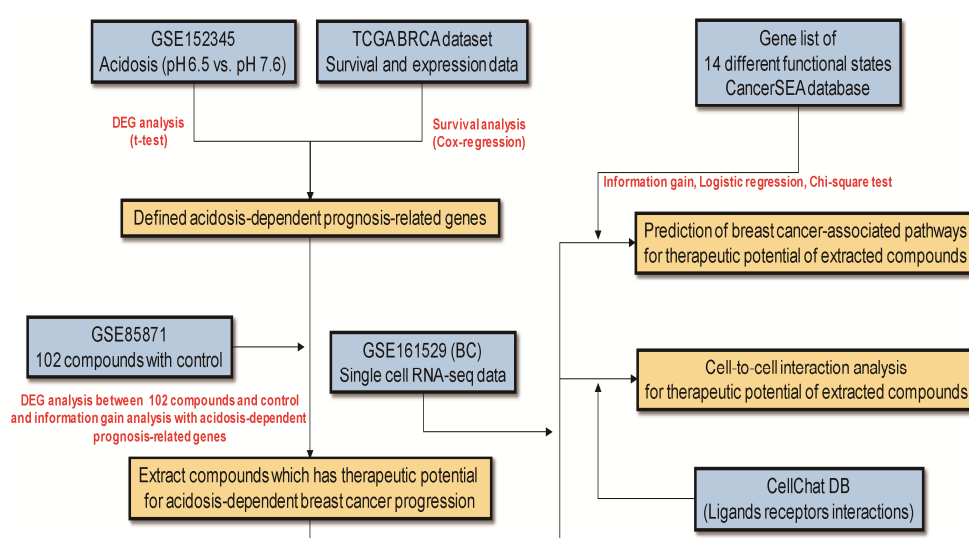 GSE152345
Acidosis (pH 6.5 vs. pH 7.6)
TCGA BRCA dataset
Survival and expression data
Gene list of
14 different functional states
CancerSEA database
DEG analysis
(t-test)
Survival analysis
(Cox-regression)
Information gain, Logistic regression, Chi-square test
Defined acidosis-dependent prognosis-related genes
Prediction of breast cancer-associated pathways
for therapeutic potential of extracted compounds
GSE85871
102 compounds with control
GSE161529 (BC)
Single cell RNA-seq data
Cell-to-cell interaction analysis
for therapeutic potential of extracted compounds
DEG analysis between 102 compounds and control
and information gain analysis with acidosis-dependent
prognosis-related genes
Extract compounds which has therapeutic potential
for acidosis-dependent breast cancer progression
CellChat DB
(Ligands receptors interactions)